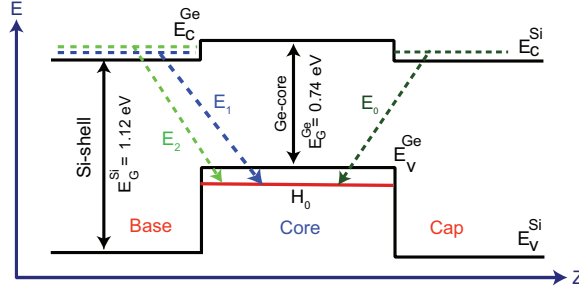 E
E_C^Ge
E_C^Si
Si-shell
E_G^Si = 1.12 eV
E_2
E_1
Ge-core
E_G^Ge = 0.74 eV
E_0
E_V^Ge
H_0
Base
Core
Cap
E_V^Si
Z